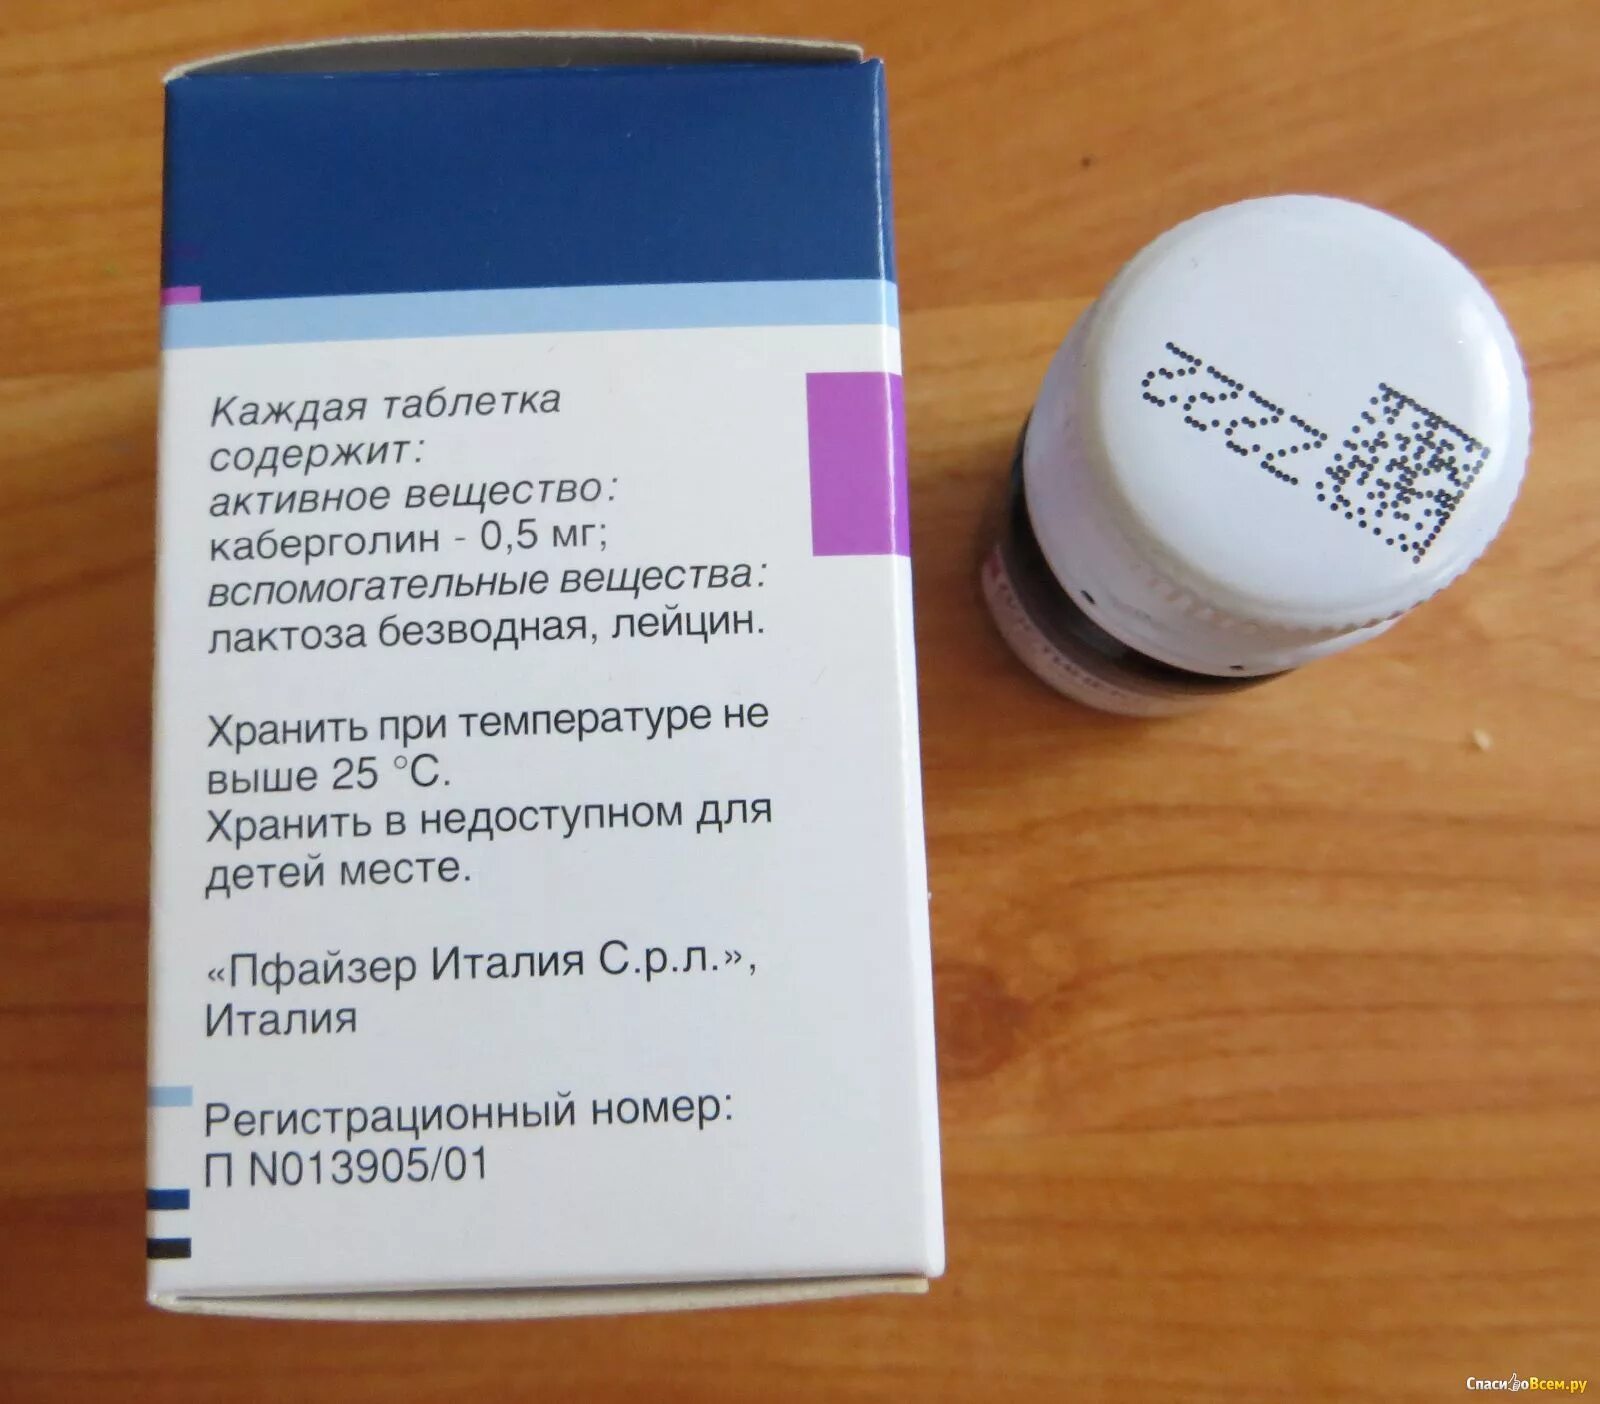 Каждая таблетка
содержит:
активное вещество:
каберголин - 0,5 мг;
вспомогательные вещества:
лактоза безводная, лейцин.
Хранить при температуре не
выше 25 °C.
Хранить в недоступном для
детей месте.
«Пфайзер Италия С.р.л.»,
Италия
Регистрационный номер:
П N013905/01
СпасибоВсем.ру